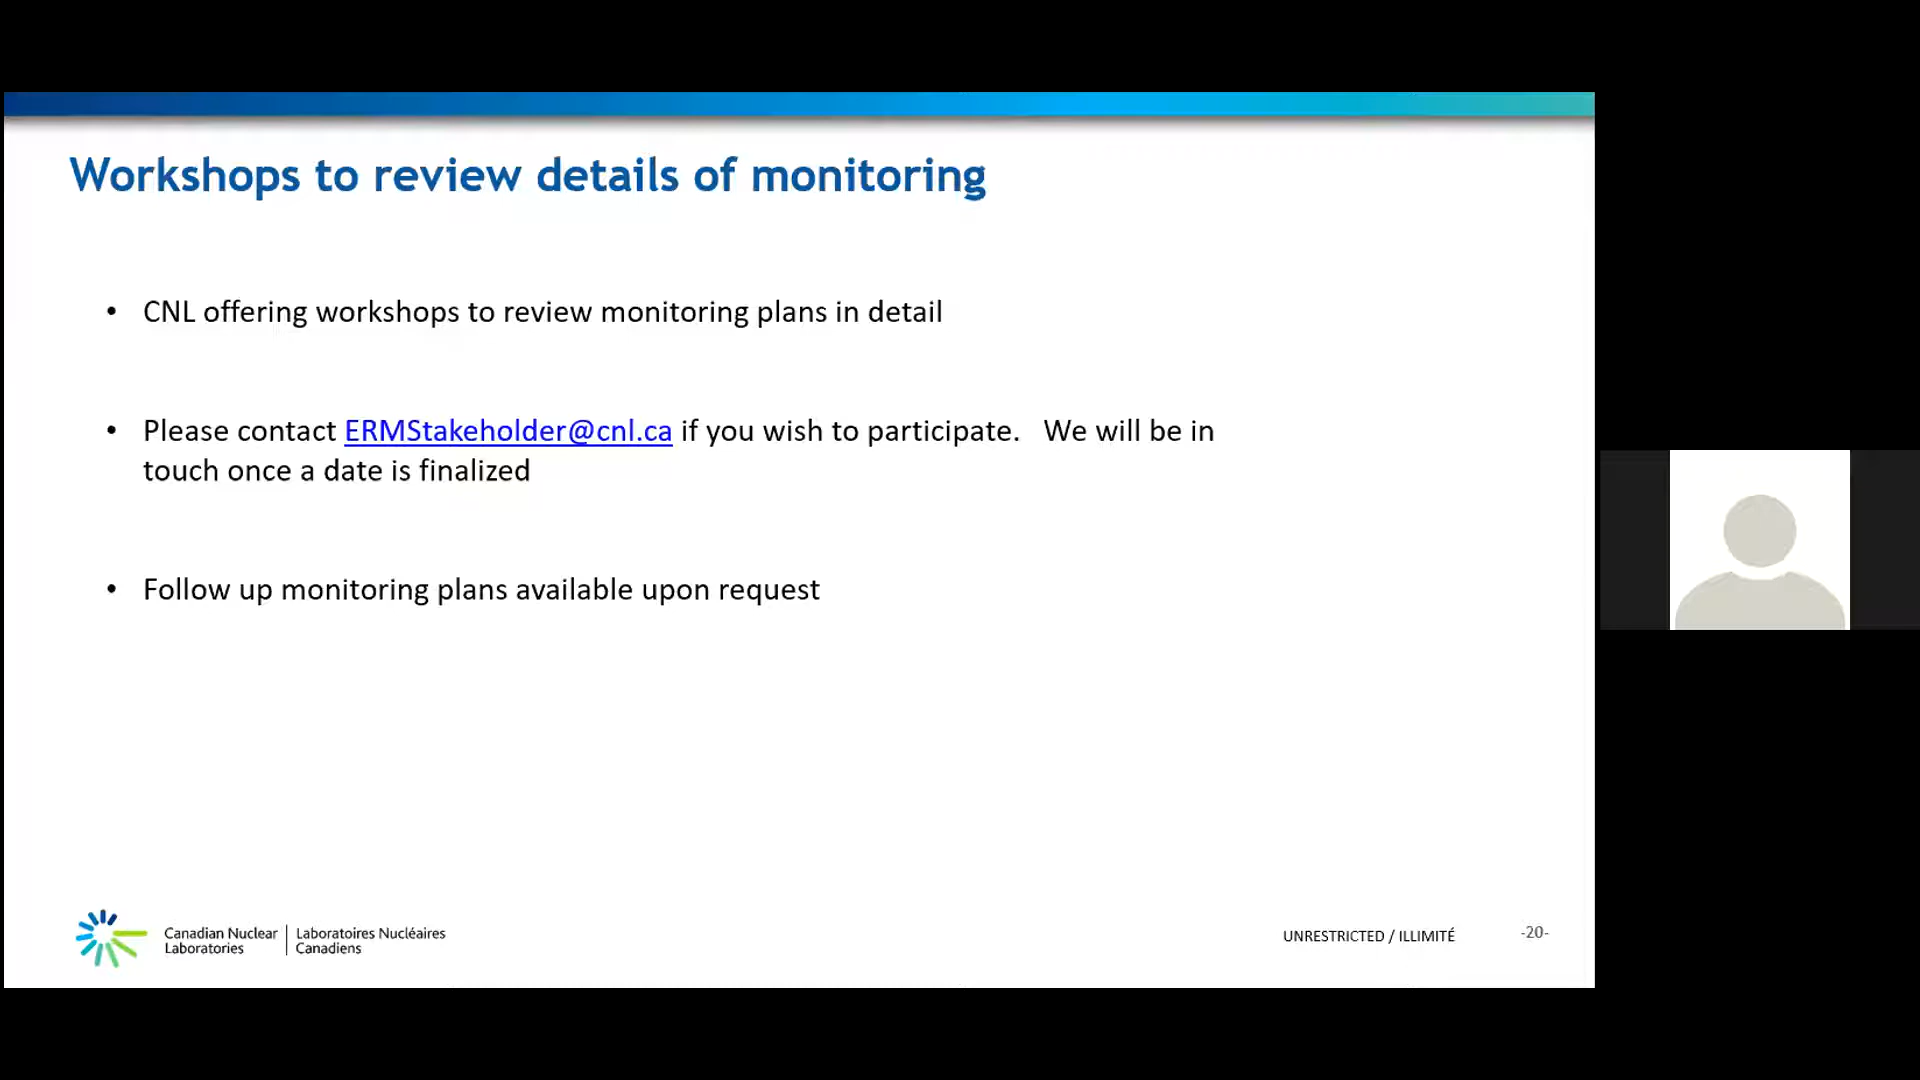 Workshops to review details of monitoring
• CNL offering workshops to review monitoring plans in detail
• Please contact ERMStakeholder@cnl.ca if you wish to participate.   We will be in
touch once a date is finalized
• Follow up monitoring plans available upon request
Canadian Nuclear
Laboratories
Laboratoires Nucléaires
Canadiens
UNRESTRICTED / ILLIMITÉ
-20-